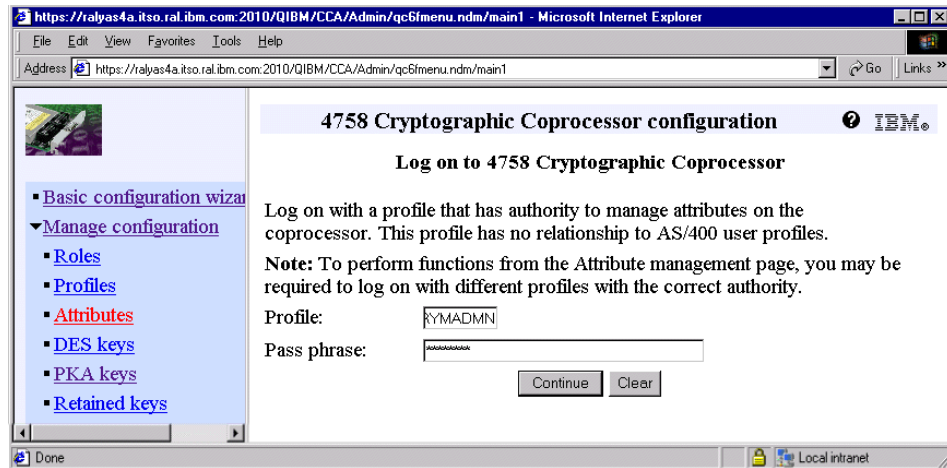 https://ralyas4a.itso.ral.ibm.com:2010/QIBM/CCA/Admin/qc6fmenu.ndm/main1 - Microsoft Internet Explorer
File Edit View Favorites Tools Help
Address https://ralyas4a.itso.ral.ibm.com:2010/QIBM/CCA/Admin/qc6fmenu.ndm/main1 Go Links »
4758 Cryptographic Coprocessor configuration ? IBM®
Log on to 4758 Cryptographic Coprocessor
Basic configuration wizar
Manage configuration
Roles
Profiles
Attributes
DES keys
PKA keys
Retained keys
Log on with a profile that has authority to manage attributes on the
coprocessor. This profile has no relationship to AS/400 user profiles.
Note: To perform functions from the Attribute management page, you may be
required to log on with different profiles with the correct authority.
Profile: RYMADMN
Pass phrase: ********
Continue Clear
Done Local intranet